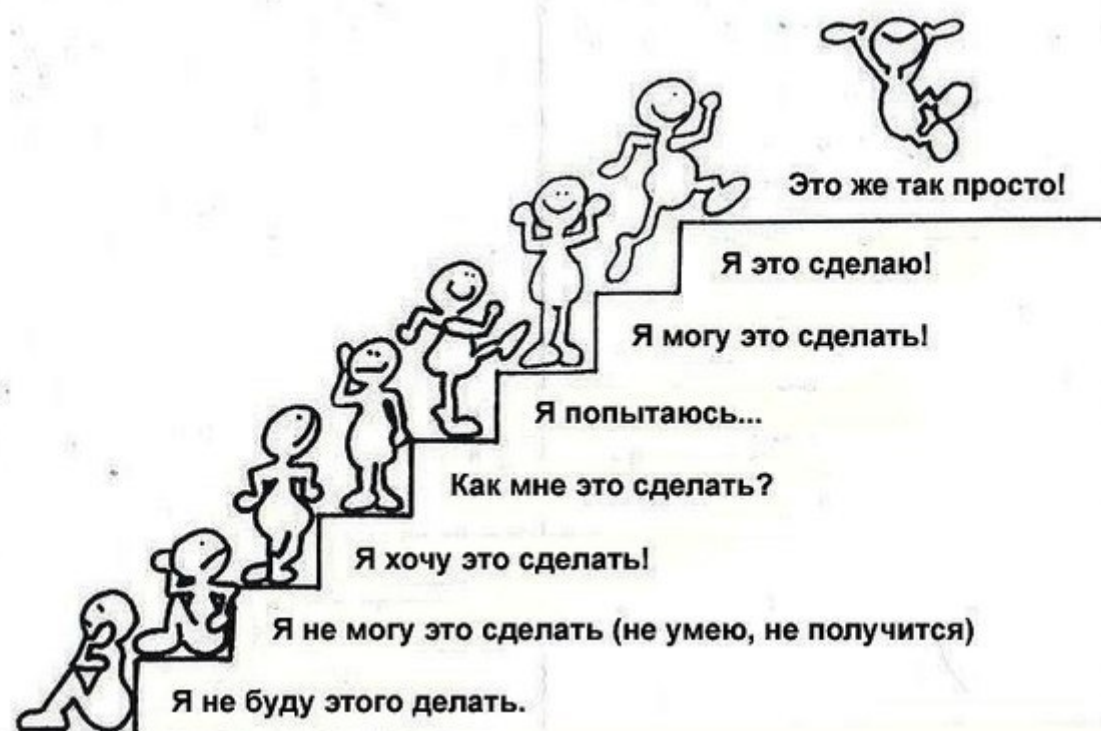 Это же так просто!
Я это сделаю!
Я могу это сделать!
Я попытаюсь...
Как мне это сделать?
Я хочу это сделать!
Я не могу это сделать (не умею, не получится)
Я не буду этого делать.